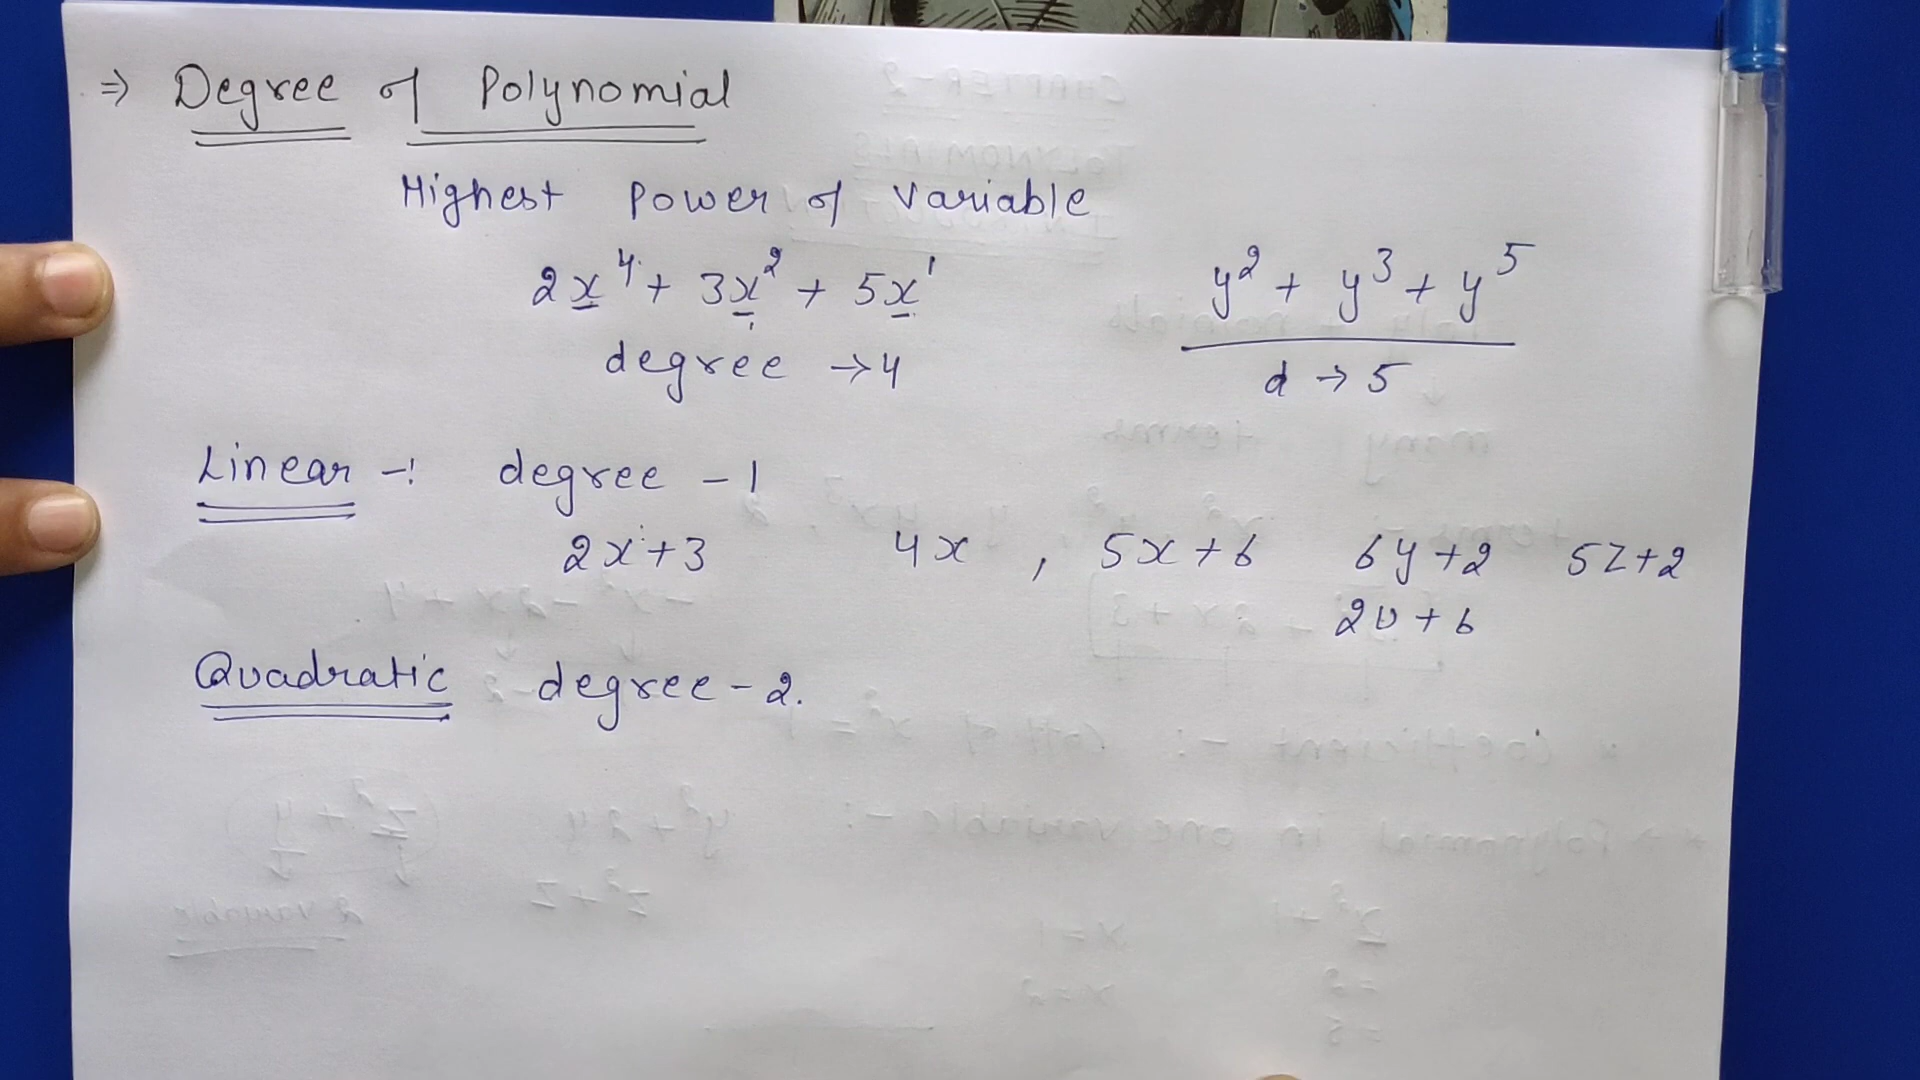 ⇒ Degree of Polynomial
Highest Power of Variable
2x⁴ + 3x² + 5x¹
degree → 4
y² + y³ + y⁵
d → 5
Linear -: degree - 1
2x + 3 4x , 5x + 6 6y + 2 5z + 2
2u + 6
Quadratic degree - 2.